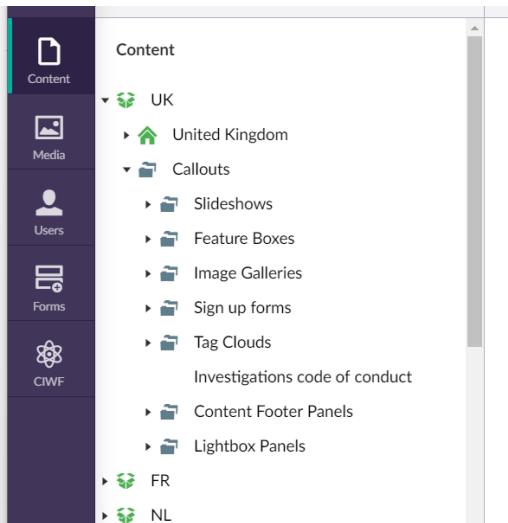 Content
Media
Users
Forms
CIWF
Content
UK
United Kingdom
Callouts
Slideshows
Feature Boxes
Image Galleries
Sign up forms
Tag Clouds
Investigations code of conduct
Content Footer Panels
Lightbox Panels
FR
NL